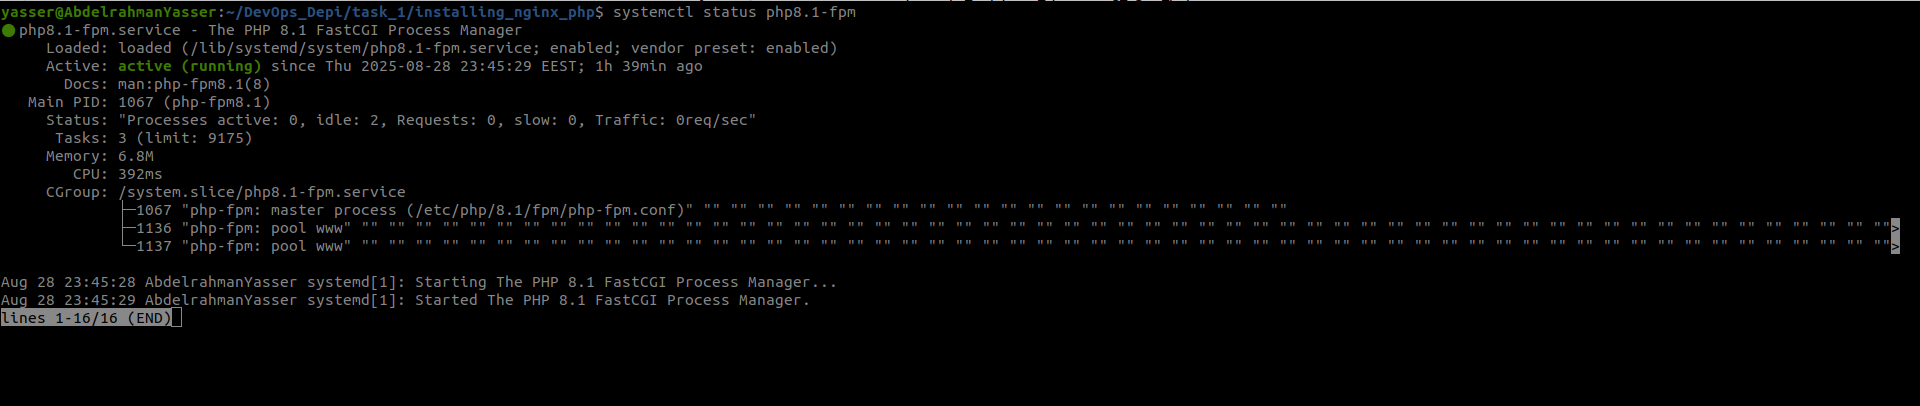 yasser@AbdelrahmanYasser:~/DevOps_Depi/task_1/installing_nginx_php$ systemctl status php8.1-fpm
● php8.1-fpm.service - The PHP 8.1 FastCGI Process Manager
     Loaded: loaded (/lib/systemd/system/php8.1-fpm.service; enabled; vendor preset: enabled)
     Active: active (running) since Thu 2025-08-28 23:45:29 EEST; 1h 39min ago
       Docs: man:php-fpm8.1(8)
   Main PID: 1067 (php-fpm8.1)
     Status: "Processes active: 0, idle: 2, Requests: 0, slow: 0, Traffic: 0req/sec"
      Tasks: 3 (limit: 9175)
     Memory: 6.8M
        CPU: 392ms
     CGroup: /system.slice/php8.1-fpm.service
             ├─1067 "php-fpm: master process (/etc/php/8.1/fpm/php-fpm.conf)" "" "" "" "" "" "" "" "" "" "" "" "" "" "" "" "" "" "" "" "" "" ""
             ├─1136 "php-fpm: pool www" "" "" "" "" "" "" "" "" "" "" "" "" "" "" "" "" "" "" "" "" "" "" "" "" "" "" "" "" "" "" "" "" "" "" "" "" "" "" "" "" "" "" "" "" "" "" "" "" "" "" "" "" "" "" "" "" "">
             └─1137 "php-fpm: pool www" "" "" "" "" "" "" "" "" "" "" "" "" "" "" "" "" "" "" "" "" "" "" "" "" "" "" "" "" "" "" "" "" "" "" "" "" "" "" "" "" "" "" "" "" "" "" "" "" "" "" "" "" "" "" "" "" "">
Aug 28 23:45:28 AbdelrahmanYasser systemd[1]: Starting The PHP 8.1 FastCGI Process Manager...
Aug 28 23:45:29 AbdelrahmanYasser systemd[1]: Started The PHP 8.1 FastCGI Process Manager.
lines 1-16/16 (END)